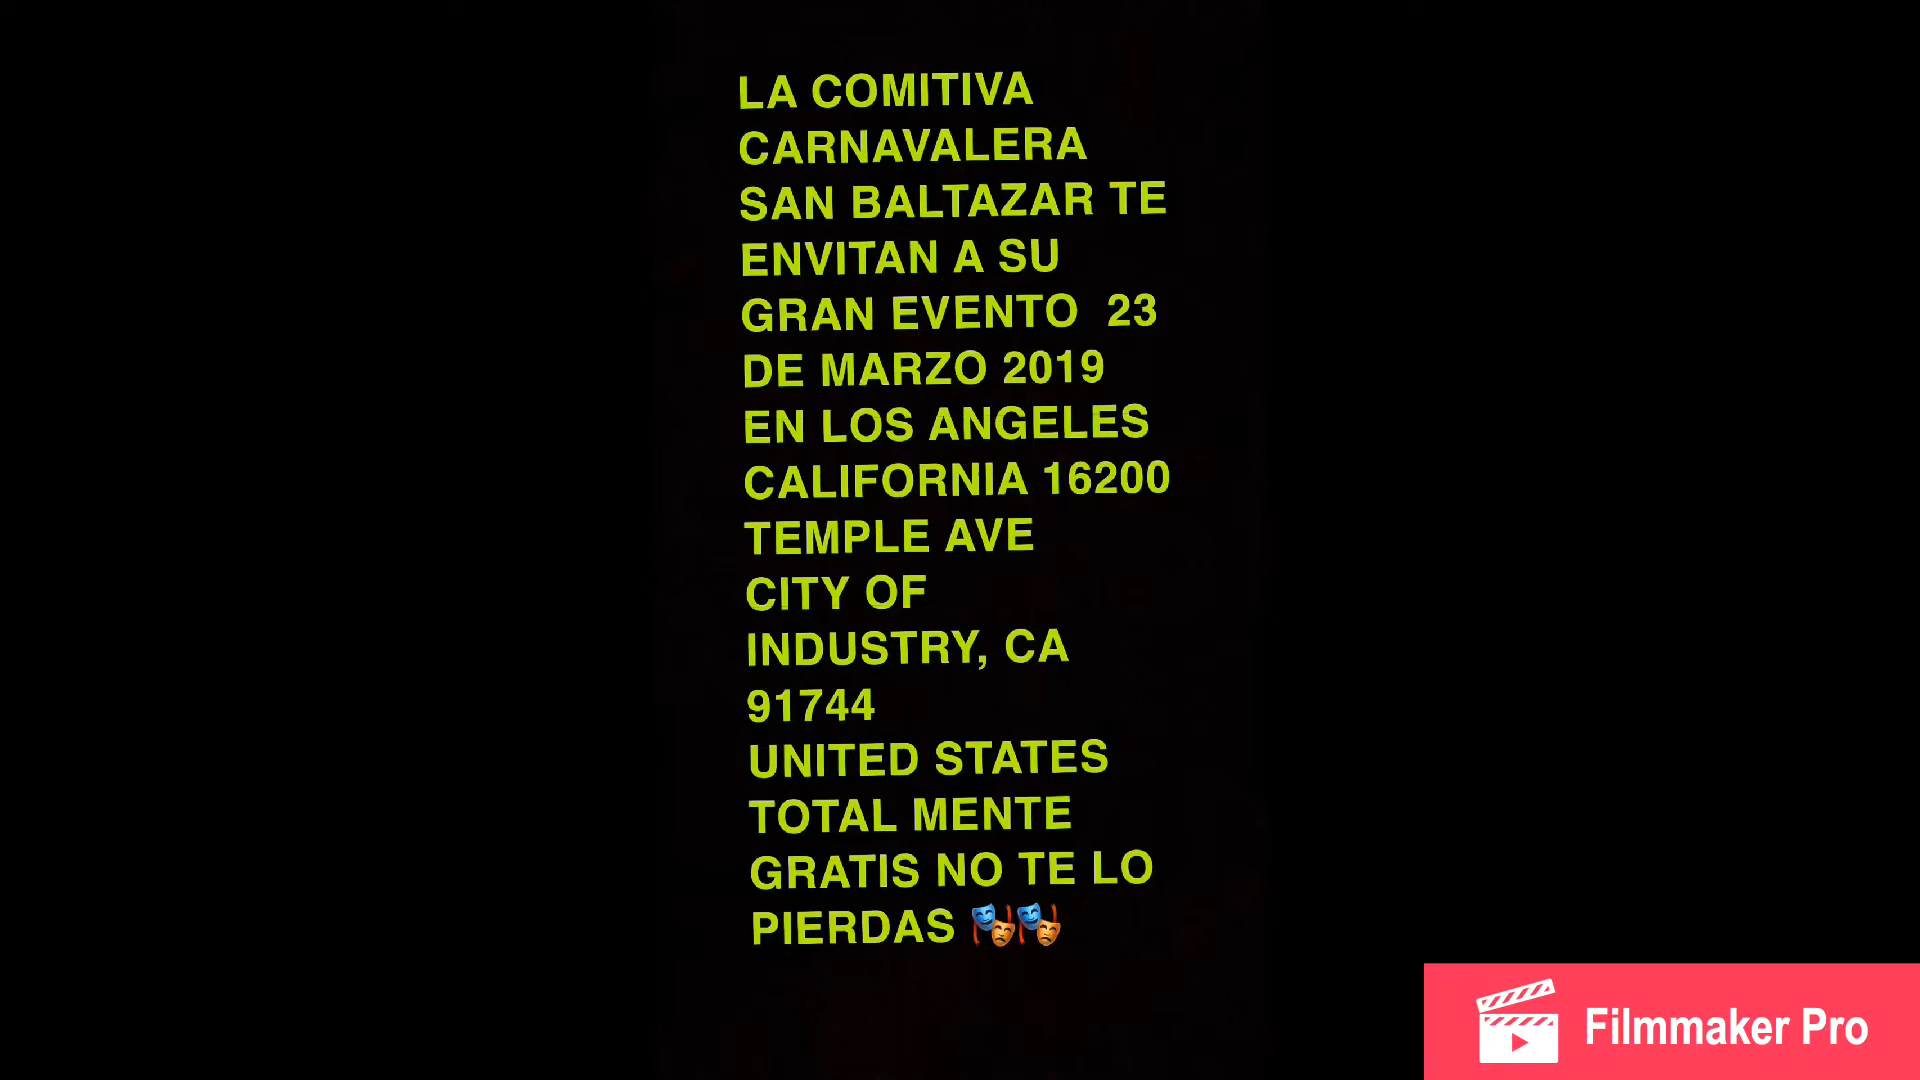 LA COMITIVA
CARNAVALERA
SAN BALTAZAR TE
ENVITAN A SU
GRAN EVENTO  23
DE MARZO 2019
EN LOS ANGELES
CALIFORNIA 16200
TEMPLE AVE
CITY OF
INDUSTRY, CA
91744
UNITED STATES
TOTAL MENTE
GRATIS NO TE LO
PIERDAS 🎭🎭
Filmmaker Pro